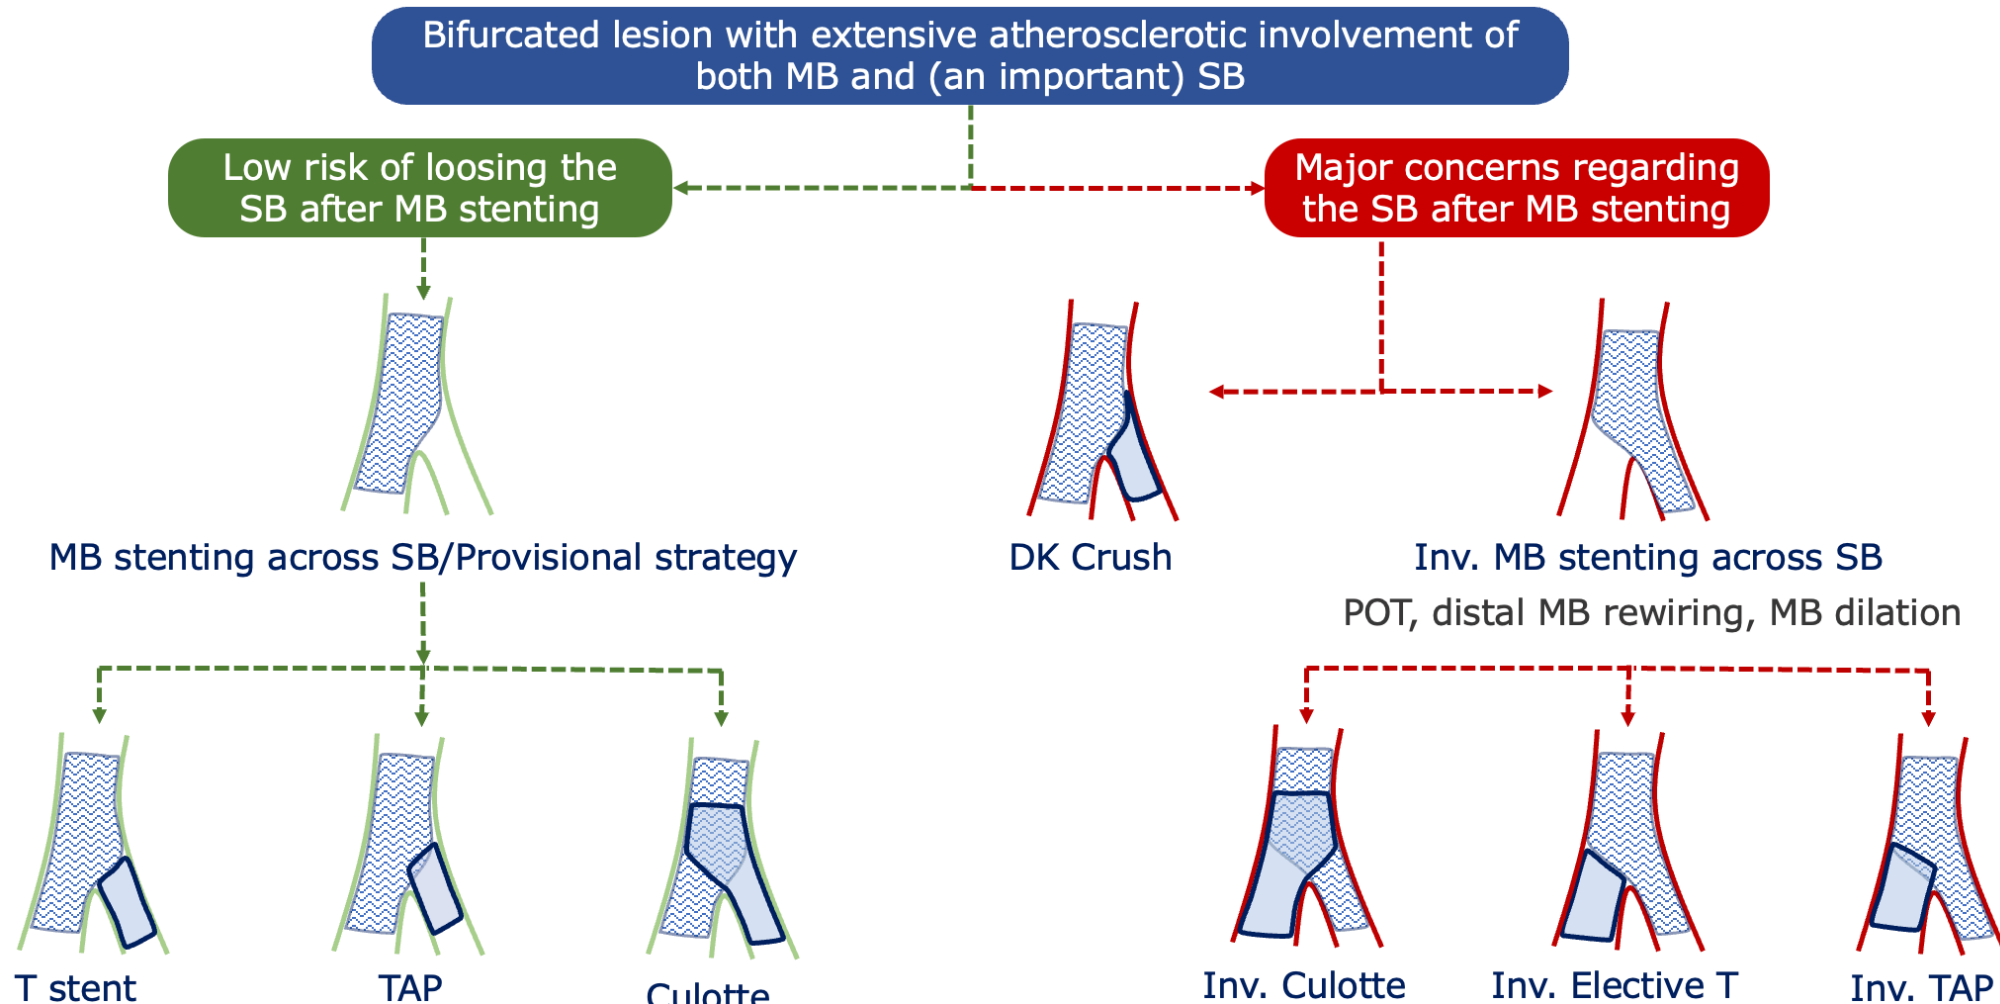 Bifurcated lesion with extensive atherosclerotic involvement of
both MB and (an important) SB
Low risk of loosing the
SB after MB stenting
Major concerns regarding
the SB after MB stenting
MB stenting across SB/Provisional strategy
DK Crush
Inv. MB stenting across SB
POT, distal MB rewiring, MB dilation
T stent
TAP
Culotte
Inv. Culotte
Inv. Elective T
Inv. TAP